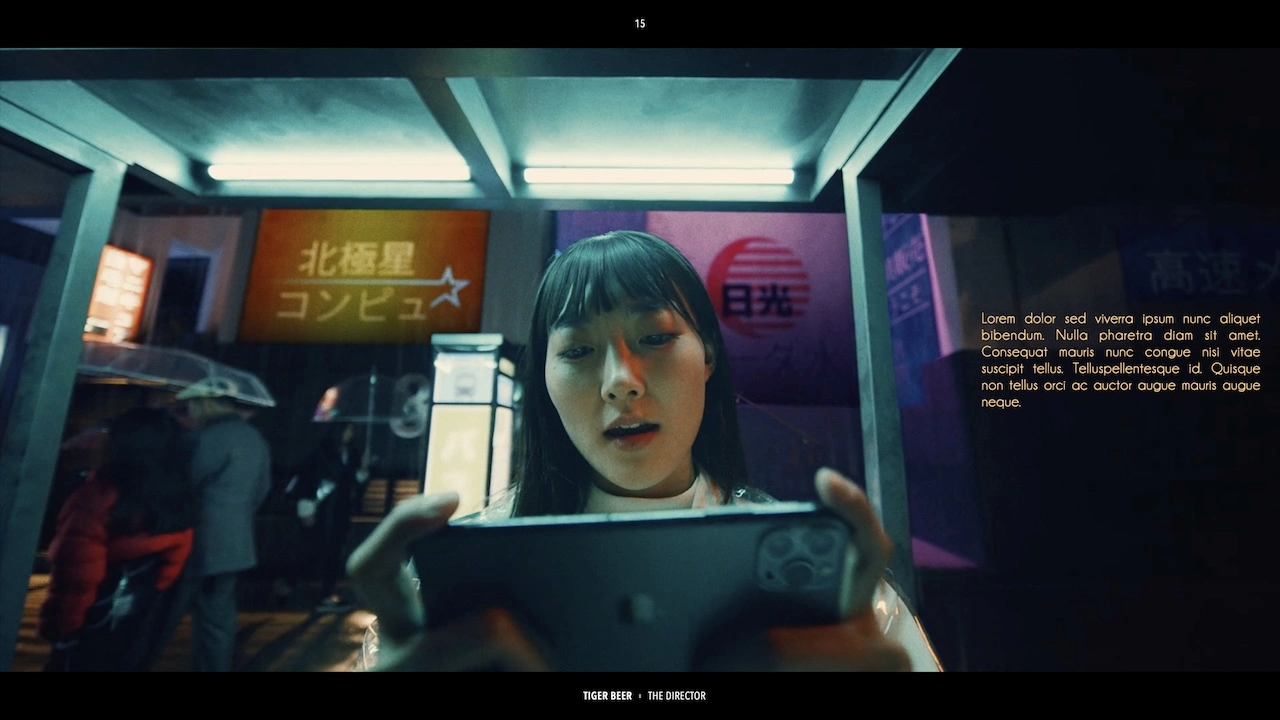 15
北極星
コンピュ
日光
高速
Lorem dolor sed viverra ipsum nunc aliquet
bibendum. Nulla pharetra diam sit amet.
Consequat mauris nunc congue nisl vitae
suscipit tellus. Telluspellentesque id. Quisque
non tellus orci ac auctor augue mauris augue
neque.
TIGER BEER THE DIRECTOR